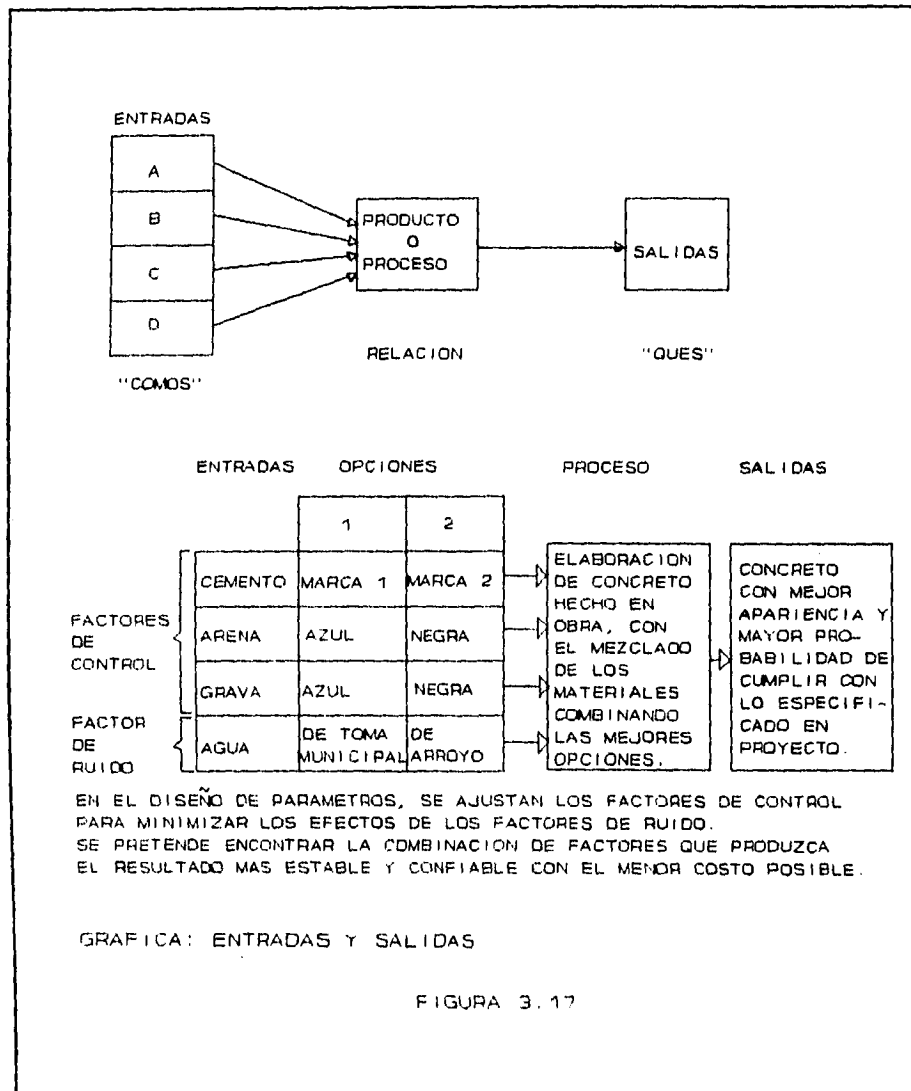 ENTRADAS
A
B
C
D
"COMOS"
PRODUCTO
O
PROCESO
RELACION
SALIDAS
"QUES"
ENTRADAS OPCIONES PROCESO SALIDAS
1 2
FACTORES
DE
CONTROL
FACTOR
DE
RUIDO
CEMENTO MARCA 1 MARCA 2
ARENA AZUL NEGRA
GRAVA AZUL NEGRA
AGUA DE TOMA MUNICIPAL DE ARROYO
ELABORACION
DE CONCRETO
HECHO EN
OBRA, CON
EL MEZCLADO
DE LOS
MATERIALES
COMBINANDO
LAS MEJORES
OPCIONES.
CONCRETO
CON MEJOR
APARIENCIA Y
MAYOR PRO-
BABILIDAD DE
CUMPLIR CON
LO ESPECIFI-
CADO EN
PROYECTO.
EN EL DISEÑO DE PARAMETROS, SE AJUSTAN LOS FACTORES DE CONTROL
PARA MINIMIZAR LOS EFECTOS DE LOS FACTORES DE RUIDO.
SE PRETENDE ENCONTRAR LA COMBINACION DE FACTORES QUE PRODUZCA
EL RESULTADO MAS ESTABLE Y CONFIABLE CON EL MENOR COSTO POSIBLE.
GRAFICA: ENTRADAS Y SALIDAS
FIGURA 3.17